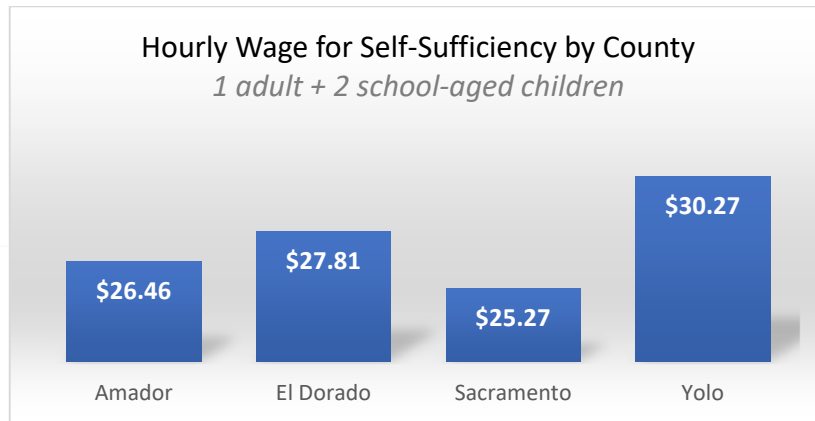 Hourly Wage for Self-Sufficiency by County
1 adult + 2 school-aged children
$26.46
$27.81
$25.27
$30.27
Amador
El Dorado
Sacramento
Yolo